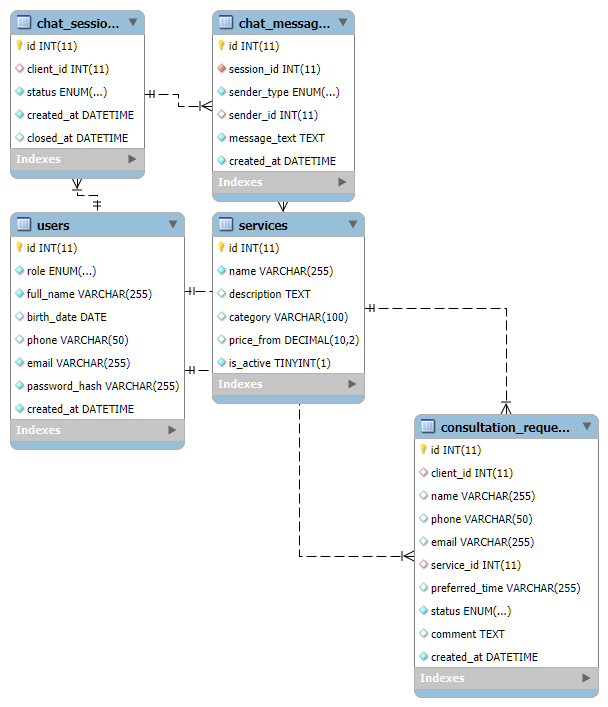 chat_sessio...
id INT(11)
client_id INT(11)
status ENUM(...)
created_at DATETIME
closed_at DATETIME
Indexes
chat_messag...
id INT(11)
session_id INT(11)
sender_type ENUM(...)
sender_id INT(11)
message_text TEXT
created_at DATETIME
Indexes
users
id INT(11)
role ENUM(...)
full_name VARCHAR(255)
birth_date DATE
phone VARCHAR(50)
email VARCHAR(255)
password_hash VARCHAR(255)
created_at DATETIME
Indexes
services
id INT(11)
name VARCHAR(255)
description TEXT
category VARCHAR(100)
price_from DECIMAL(10,2)
is_active TINYINT(1)
Indexes
consultation_reque...
id INT(11)
client_id INT(11)
name VARCHAR(255)
phone VARCHAR(50)
email VARCHAR(255)
service_id INT(11)
preferred_time VARCHAR(255)
status ENUM(...)
comment TEXT
created_at DATETIME
Indexes